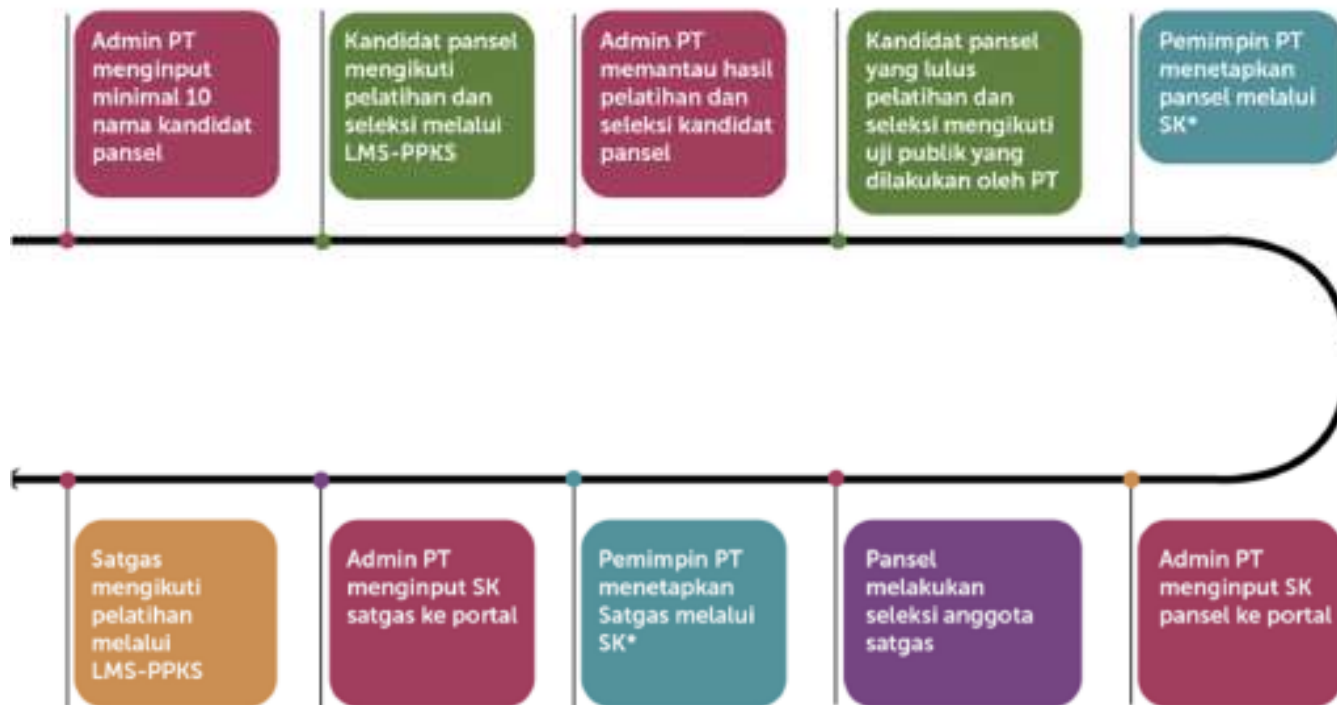 Admin PT
menginput
minimal 10
nama kandidat
pansel
Kandidat pansel
mengikuti
pelatihan dan
seleksi melalui
LMS-PPKS
Admin PT
memantau hasil
pelatihan dan
seleksi kandidat
pansel
Kandidat pansel
yang lulus
pelatihan dan
seleksi mengikuti
uji publik yang
dilakukan oleh PT
Pemimpin PT
menetapkan
pansel melalui
SK*
Admin PT
menginput SK
pansel ke portal
Pansel
melakukan
seleksi anggota
satgas
Pemimpin PT
menetapkan
Satgas melalui
SK*
Admin PT
menginput SK
satgas ke portal
Satgas
mengikuti
pelatihan
melalui
LMS-PPKS